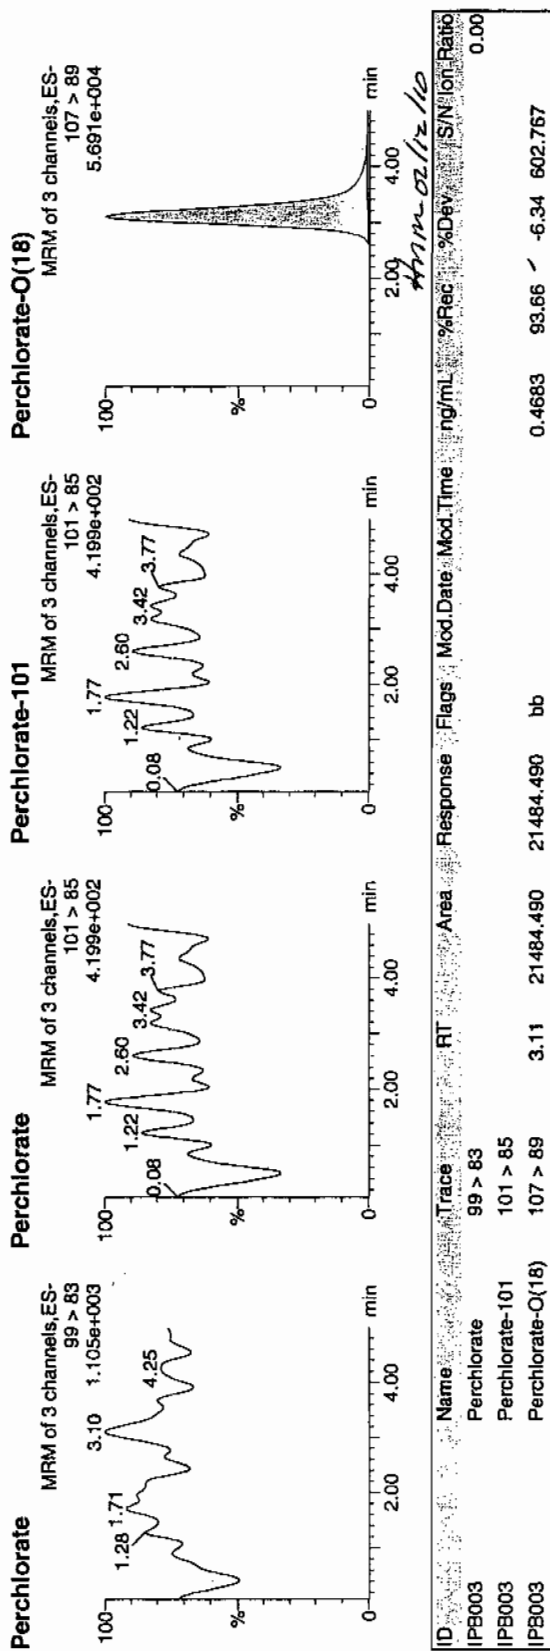 Perchlorate
MRM of 3 channels,ES-
99 > 83
1.105e+003
100
%
0
1.28
1.71
3.10
4.25
2.00
4.00
min
Perchlorate
MRM of 3 channels,ES-
101 > 85
4.199e+002
100
%
0
0.08
1.22
1.77
2.60
3.42
3.77
2.00
4.00
min
Perchlorate-101
MRM of 3 channels,ES-
101 > 85
4.199e+002
100
%
0
0.08
1.22
1.77
2.60
3.42
3.77
2.00
4.00
min
Perchlorate-O(18)
MRM of 3 channels,ES-
107 > 89
5.691e+004
100
%
0
2.00
4.00
min
02/12/10
ID Name Trace RT Area Response Flags Mod.Date Mod.Time ng/mL %Rec %Dev S/N Ion Ratio
IPB003 Perchlorate 99 > 83 0.00
IPB003 Perchlorate-101 101 > 85
IPB003 Perchlorate-O(18) 107 > 89 3.11 21484.490 21484.490 bb 0.4683 93.66 -6.34 602.767